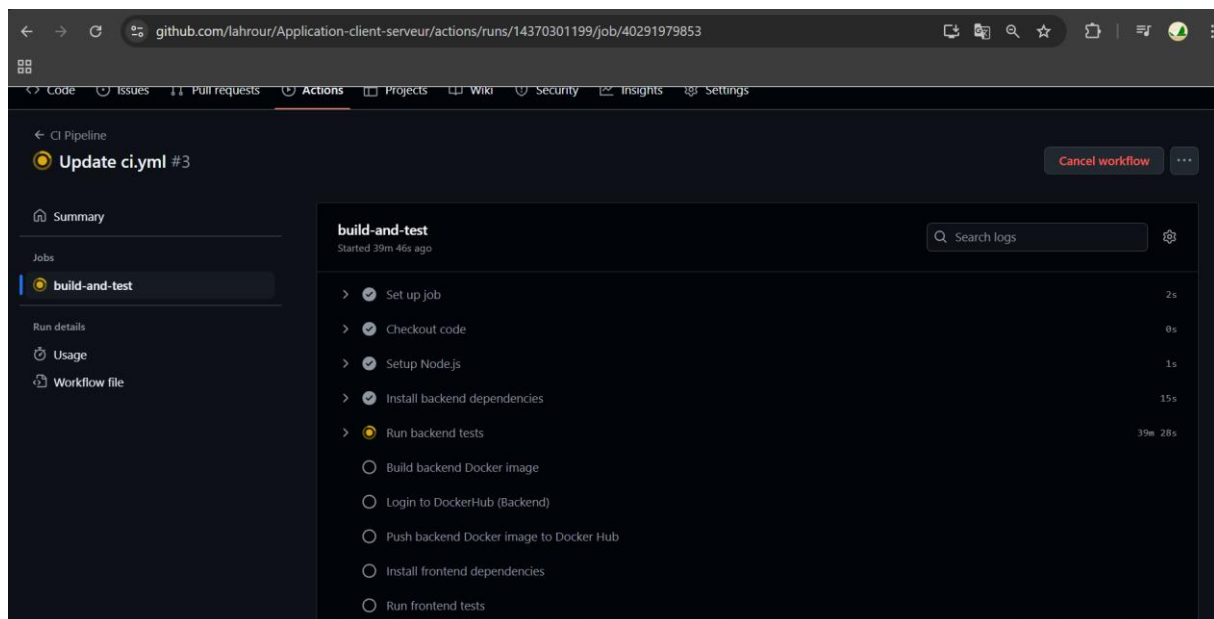 github.com/lahrour/Application-client-serveur/actions/runs/14370301199/job/40291979853
Code Issues Pull requests Actions Projects Wiki Security Insights Settings
CI Pipeline
Update ci.yml #3
Cancel workflow
Summary
Jobs
build-and-test
Run details
Usage
Workflow file
build-and-test
Started 39m 46s ago
Search logs
Set up job 2s
Checkout code 0s
Setup Node.js 1s
Install backend dependencies 15s
Run backend tests 39m 28s
Build backend Docker image
Login to DockerHub (Backend)
Push backend Docker image to Docker Hub
Install frontend dependencies
Run frontend tests